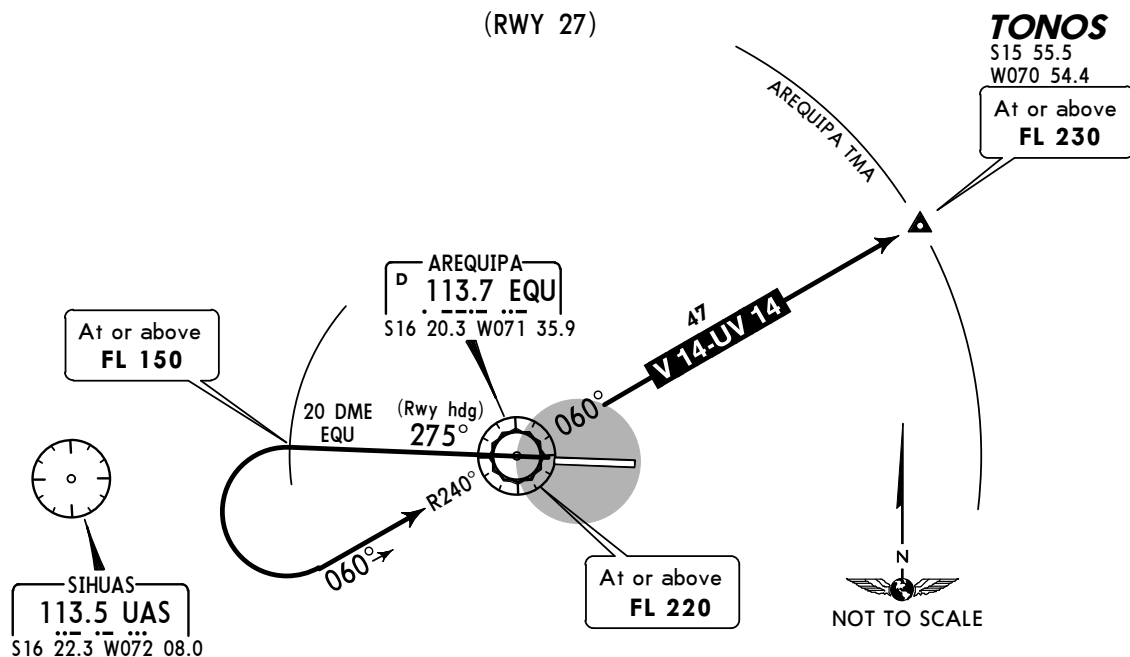 (RWY 27)
TONOS
S15 55.5
W070 54.4
At or above
FL 230
AREQUIPA TMA
AREQUIPA
D 113.7 EQU
S16 20.3 W071 35.9
At or above
FL 150
47
V 14-UV 14
060°
20 DME
EQU
(Rwy hdg)
275°
R240°
060°
SIHUAS
113.5 UAS
S16 22.3 W072 08.0
At or above
FL 220
N
NOT TO SCALE